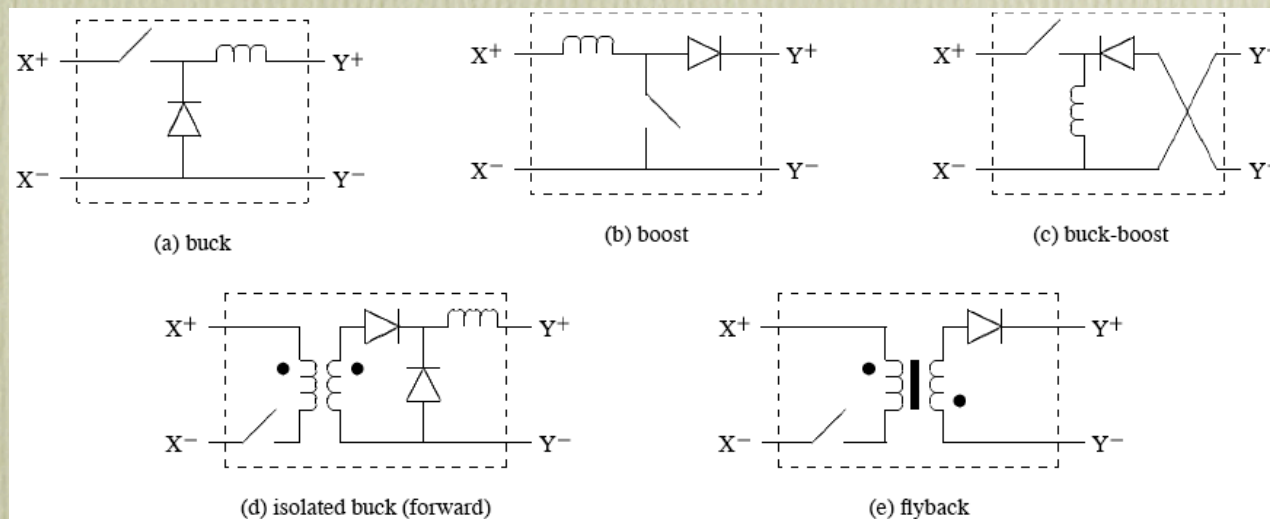 X+ Y+
X− Y−
(a) buck
X+ Y+
X− Y−
(b) boost
X+ Y
X− Y
(c) buck-boost
X+ Y+
X− Y−
(d) isolated buck (forward)
X+ Y+
X− Y−
(e) flyback